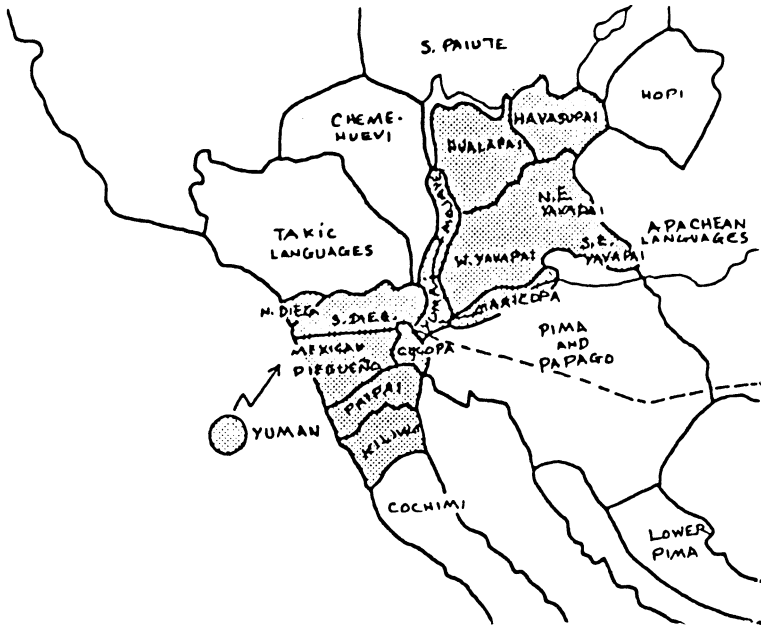 S. PAIUTE
HOPI
CHEME-
HUEVI
HAVASUPAI
HUALAPAI
MOJAVE
N.E.
YAVAPAI
TAKIC
LANGUAGES
APACHEAN
LANGUAGES
W. YAVAPAI
S.E.
YAVAPAI
YUMA
MARICOPA
N. DIEG
S. DIEG.
MEXICAN
DIEGUEÑO
COCOPA
PIMA
AND
PAPAGO
PAIPAI
YUMAN
KILIWA
COCHIMI
LOWER
PIMA